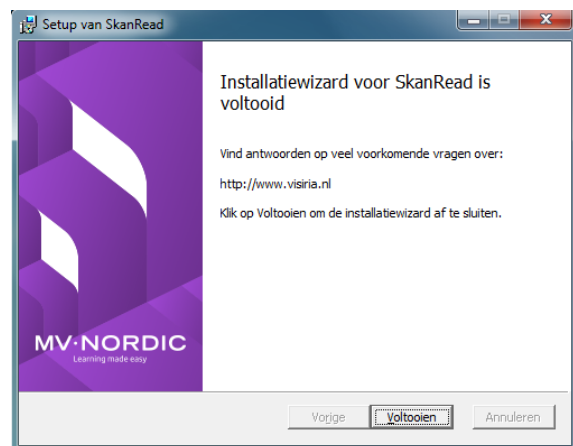 Setup van SkanRead
Installatiewizard voor SkanRead is
voltooid
Vind antwoorden op veel voorkomende vragen over:
http://www.visiria.nl
Klik op Voltooien om de installatiewizard af te sluiten.
MV-NORDIC
Learning made easy
Vorige
Voltooien
Annuleren